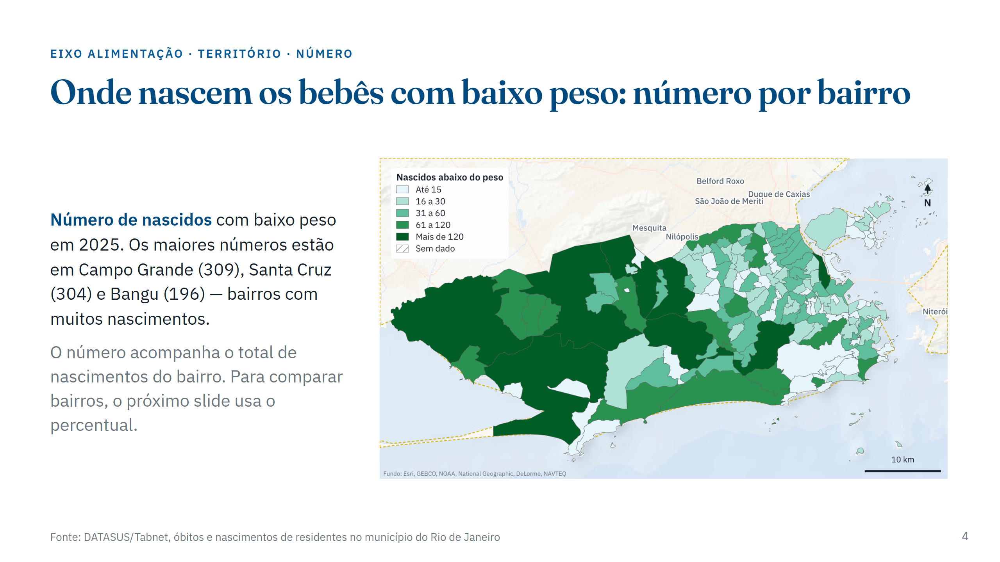 EIXO ALIMENTAÇÃO · TERRITÓRIO · NÚMERO
Onde nascem os bebês com baixo peso: número por bairro
Número de nascidos com baixo peso
em 2025. Os maiores números estão
em Campo Grande (309), Santa Cruz
(304) e Bangu (196) — bairros com
muitos nascimentos.
O número acompanha o total de
nascimentos do bairro. Para comparar
bairros, o próximo slide usa o
percentual.
Nascidos abaixo do peso
Até 15
16 a 30
31 a 60
61 a 120
Mais de 120
Sem dado
Belford Roxo
Duque de Caxias
São João de Meriti
Mesquita
Nilópolis
N
Niterói
10 km
Fundo: Esri, GEBCO, NOAA, National Geographic, DeLorme, NAVTEQ
Fonte: DATASUS/Tabnet, óbitos e nascimentos de residentes no município do Rio de Janeiro
4